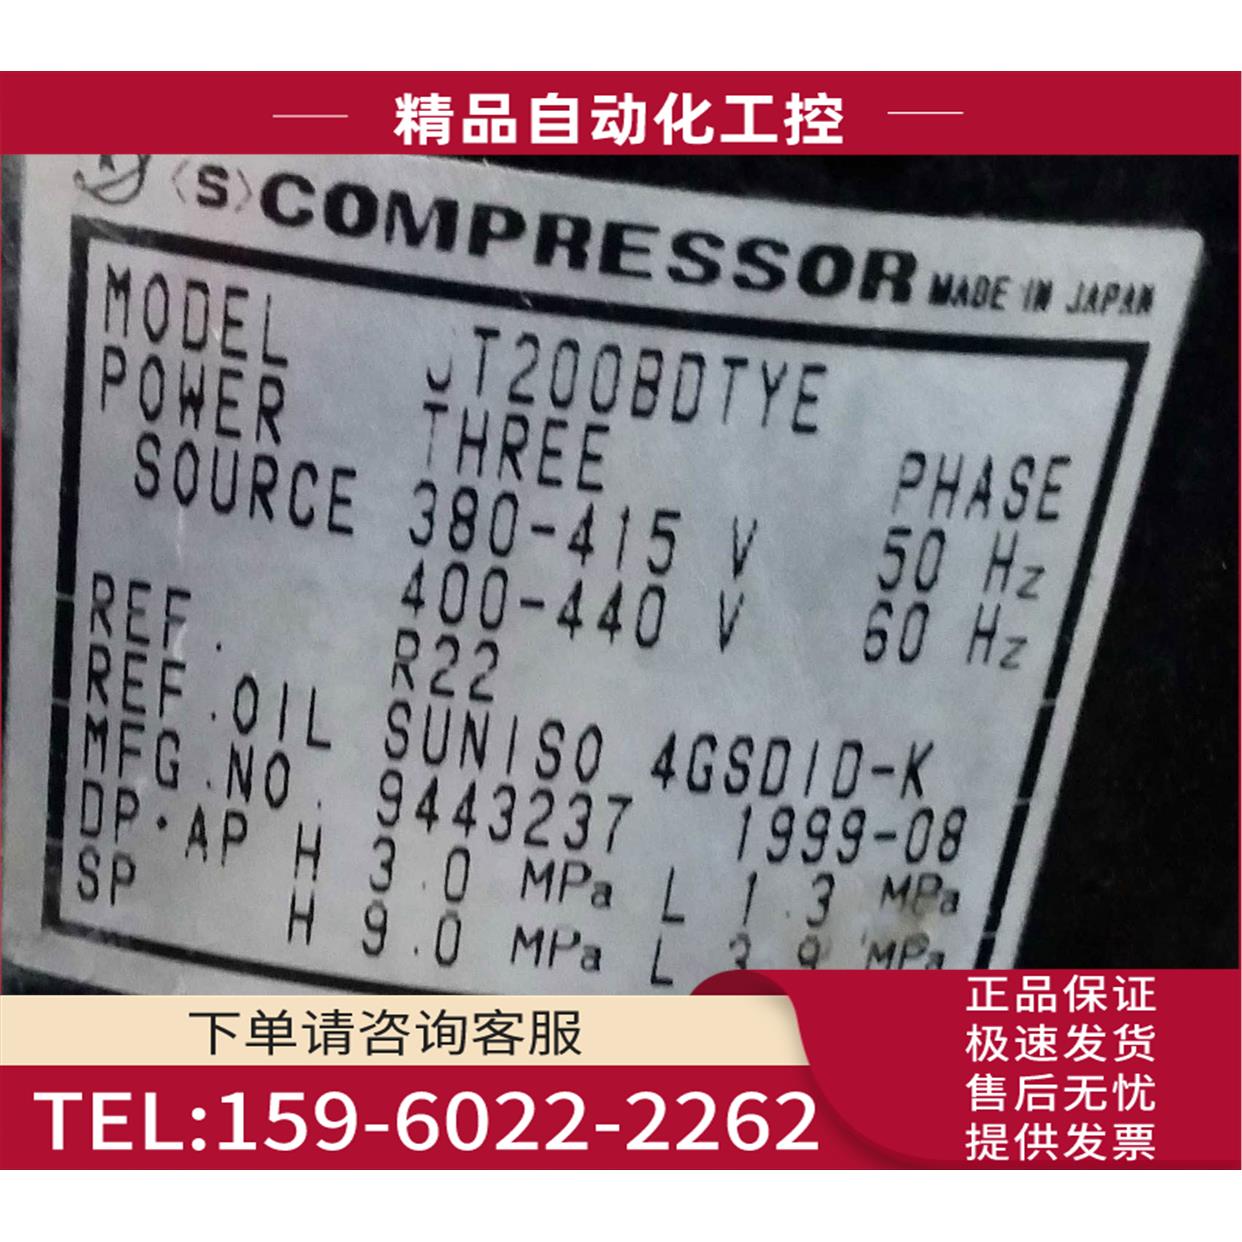 精品自动化工控
〈S〉COMPRESSOR MADE IN JAPAN
MODEL JT200BDTYE
POWER THREE PHASE
SOURCE 380-415 V 50 Hz
400-440 V 60 Hz
REF. R22
REF.OIL SUNISO 4GSDID-K
MFG.NO. 9443237 1999-08
DP·AP H 3.0 MPa L 1.3 MPa
SP H 9.0 MPa L 3.9 MPa
下单请咨询客服
TEL:159-6022-2262
正品保证
极速发货
售后无忧
提供发票